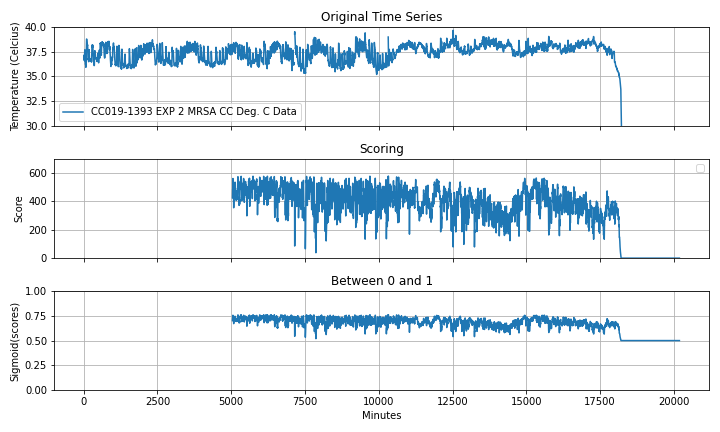 Original Time Series
Temperature (Celcius)
40.0
37.5
35.0
32.5
30.0
CC019-1393 EXP 2 MRSA CC Deg. C Data
Scoring
Score
600
400
200
0
Between 0 and 1
Sigmoid(scores)
1.00
0.75
0.50
0.25
0.00
0 2500 5000 7500 10000 12500 15000 17500 20000
Minutes